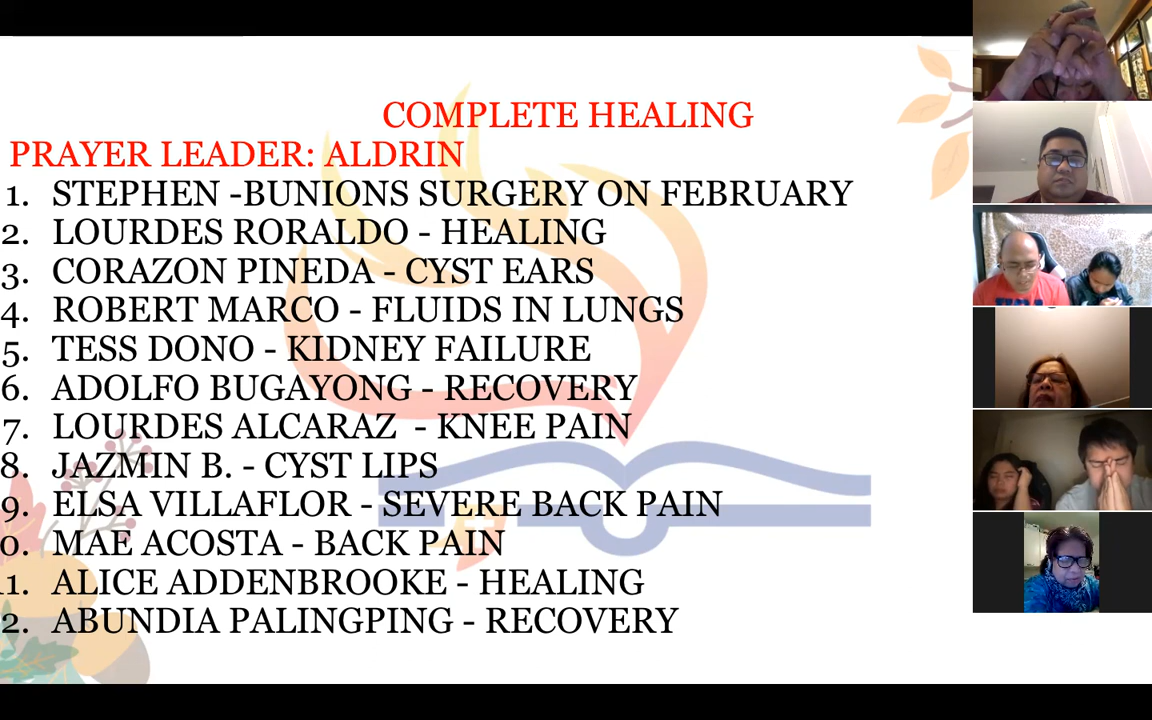 COMPLETE HEALING
PRAYER LEADER: ALDRIN
1. STEPHEN -BUNIONS SURGERY ON FEBRUARY
2. LOURDES RORALDO - HEALING
3. CORAZON PINEDA - CYST EARS
4. ROBERT MARCO - FLUIDS IN LUNGS
5. TESS DONO - KIDNEY FAILURE
6. ADOLFO BUGAYONG - RECOVERY
7. LOURDES ALCARAZ - KNEE PAIN
8. JAZMIN B. - CYST LIPS
9. ELSA VILLAFLOR - SEVERE BACK PAIN
0. MAE ACOSTA - BACK PAIN
11. ALICE ADDENBROOKE - HEALING
2. ABUNDIA PALINGPING - RECOVERY